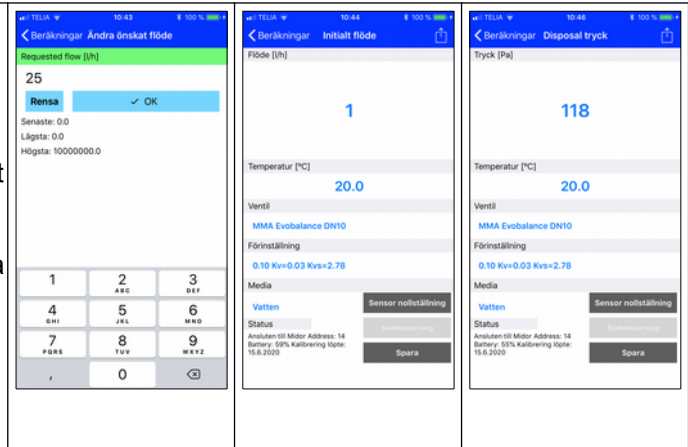 t
a
TELIA 10:43 100 %
Beräkningar Ändra önskat flöde
Requested flow [l/h]
25
Rensa ✓ OK
Senaste: 0.0
Lägsta: 0.0
Högsta: 10000000.0
1 2 3
ABC DEF
4 5 6
GHI JKL MNO
7 8 9
PQRS TUV WXYZ
, 0
TELIA 10:44 100 %
Beräkningar Initialt flöde
Flöde [l/h]
1
Temperatur [°C]
20.0
Ventil
MMA Evobalance DN10
Förinställning
0.10 Kv=0.03 Kvs=2.78
Media
Vatten
Sensor nollställning
Status
Ansluten till Midor Address: 14
Battery: 59% Kalibrering löpte:
15.6.2020
Spara
TELIA 10:46 100 %
Beräkningar Disposal tryck
Tryck [Pa]
118
Temperatur [°C]
20.0
Ventil
MMA Evobalance DN10
Förinställning
0.10 Kv=0.03 Kvs=2.78
Media
Vatten
Sensor nollställning
Status
Ansluten till Midor Address: 14
Battery: 55% Kalibrering löpte:
15.6.2020
Spara